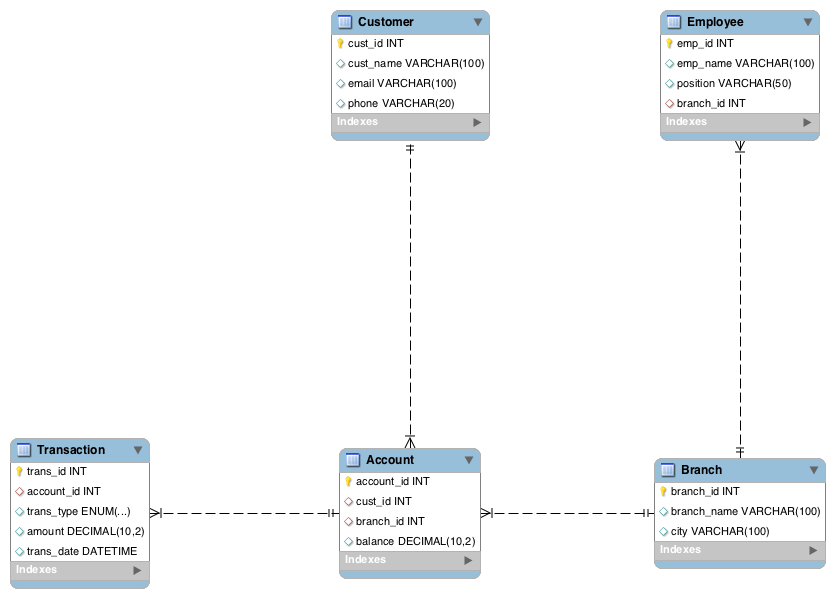 Customer
cust_id INT
cust_name VARCHAR(100)
email VARCHAR(100)
phone VARCHAR(20)
Indexes
Employee
emp_id INT
emp_name VARCHAR(100)
position VARCHAR(50)
branch_id INT
Indexes
Transaction
trans_id INT
account_id INT
trans_type ENUM(...)
amount DECIMAL(10,2)
trans_date DATETIME
Indexes
Account
account_id INT
cust_id INT
branch_id INT
balance DECIMAL(10,2)
Indexes
Branch
branch_id INT
branch_name VARCHAR(100)
city VARCHAR(100)
Indexes